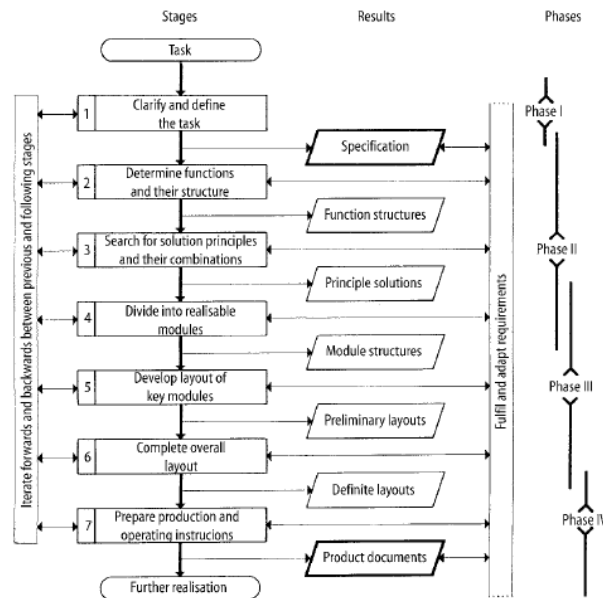 Stages Results Phases
Task
1 Clarify and define
the task
Phase I
Specification
2 Determine functions
and their structure
Function structures
3 Search for solution principles
and their combinations
Phase II
Principle solutions
4 Divide into realisable
modules
Module structures
5 Develop layout of
key modules
Phase III
Preliminary layouts
6 Complete overall
layout
Definite layouts
7 Prepare production and
operating instrucions
Phase IV
Product documents
Further realisation
Iterate forwards and backwards between previous and following stages
Fulfil and adapt requirements